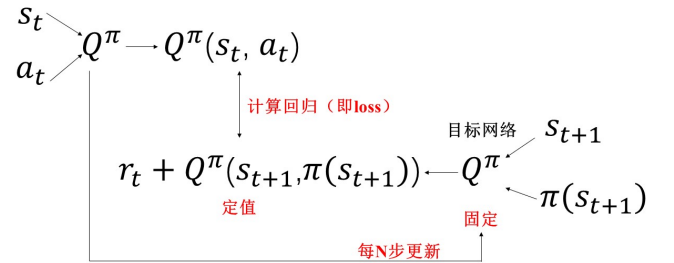 s_t
a_t
Q^π
Q^π(s_t, a_t)
计算回归（即loss）
目标网络
s_{t+1}
r_t + Q^π(s_{t+1},π(s_{t+1}))
Q^π
π(s_{t+1})
定值
固定
每N步更新